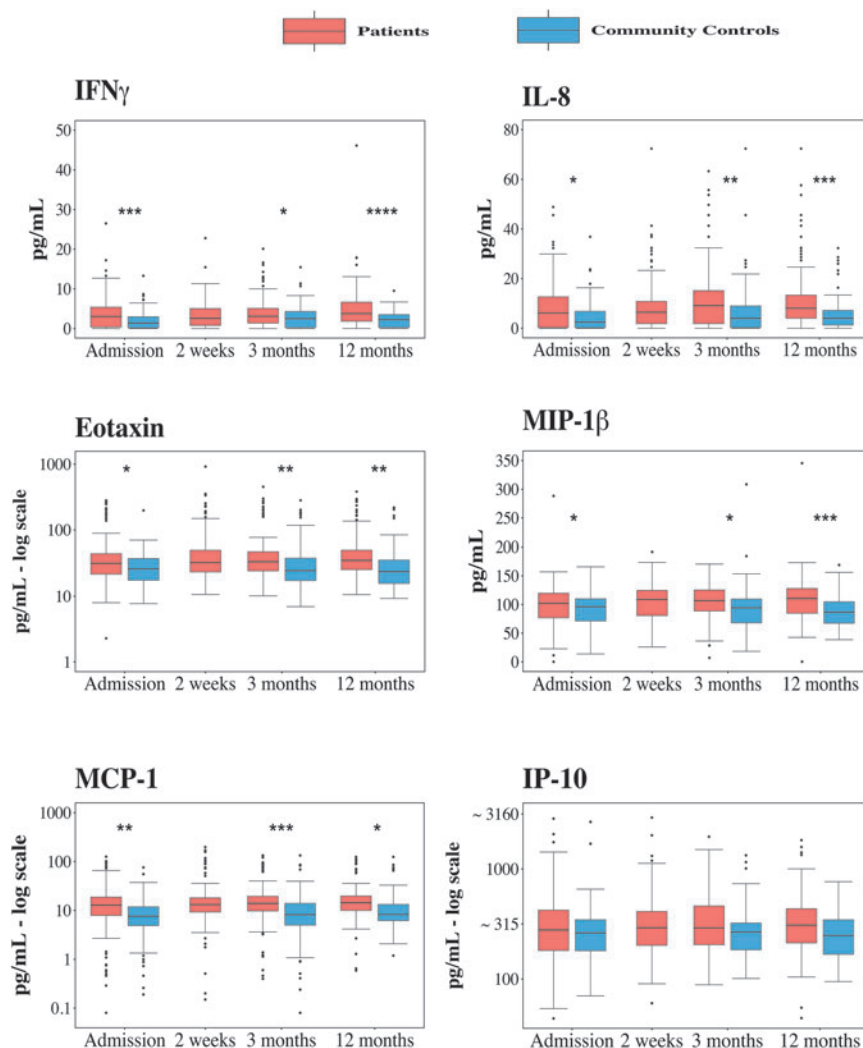 Patients
Community Controls
IFNγ
50
40
30
20
10
0
pg/mL
***
*
****
Admission 2 weeks 3 months 12 months
IL-8
80
60
40
20
0
pg/mL
*
**
***
Admission 2 weeks 3 months 12 months
Eotaxin
1000
100
10
1
pg/mL - log scale
*
**
**
Admission 2 weeks 3 months 12 months
MIP-1β
350
300
250
200
150
100
50
0
pg/mL
*
*
***
Admission 2 weeks 3 months 12 months
MCP-1
1000
100
10
1
0.1
pg/mL - log scale
**
***
*
Admission 2 weeks 3 months 12 months
IP-10
~ 3160
1000
~ 315
100
pg/mL - log scale
Admission 2 weeks 3 months 12 months